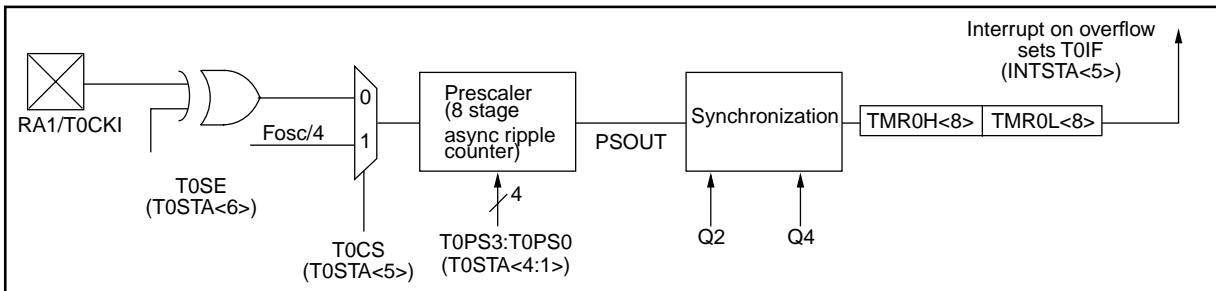 Interrupt on overflow
sets T0IF
(INTSTA<5>)
RA1/T0CKI
0
Fosc/4
1
Prescaler
(8 stage
async ripple
counter)
PSOUT
Synchronization
TMR0H<8> TMR0L<8>
T0SE
(T0STA<6>)
4
T0CS
(T0STA<5>)
T0PS3:T0PS0
(T0STA<4:1>)
Q2
Q4